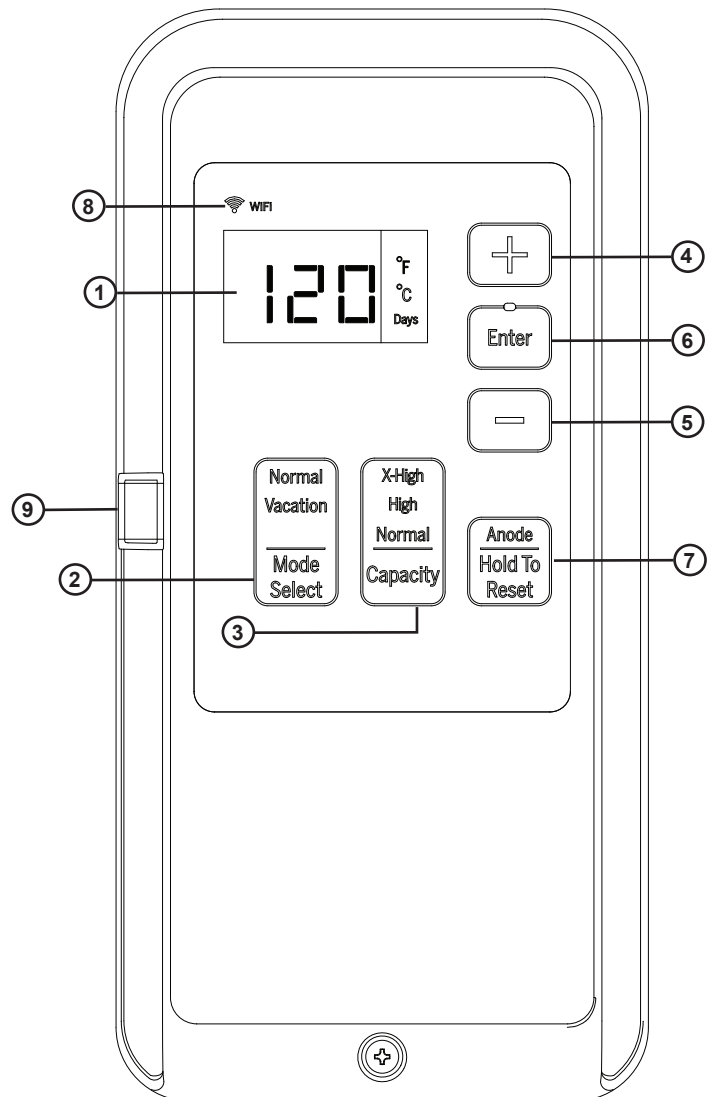 8
WIFI
4
1
120
°F
°C
Days
Enter
6
5
Normal
Vacation
Mode
Select
X-High
High
Normal
Capacity
Anode
Hold To
Reset
9
2
7
3